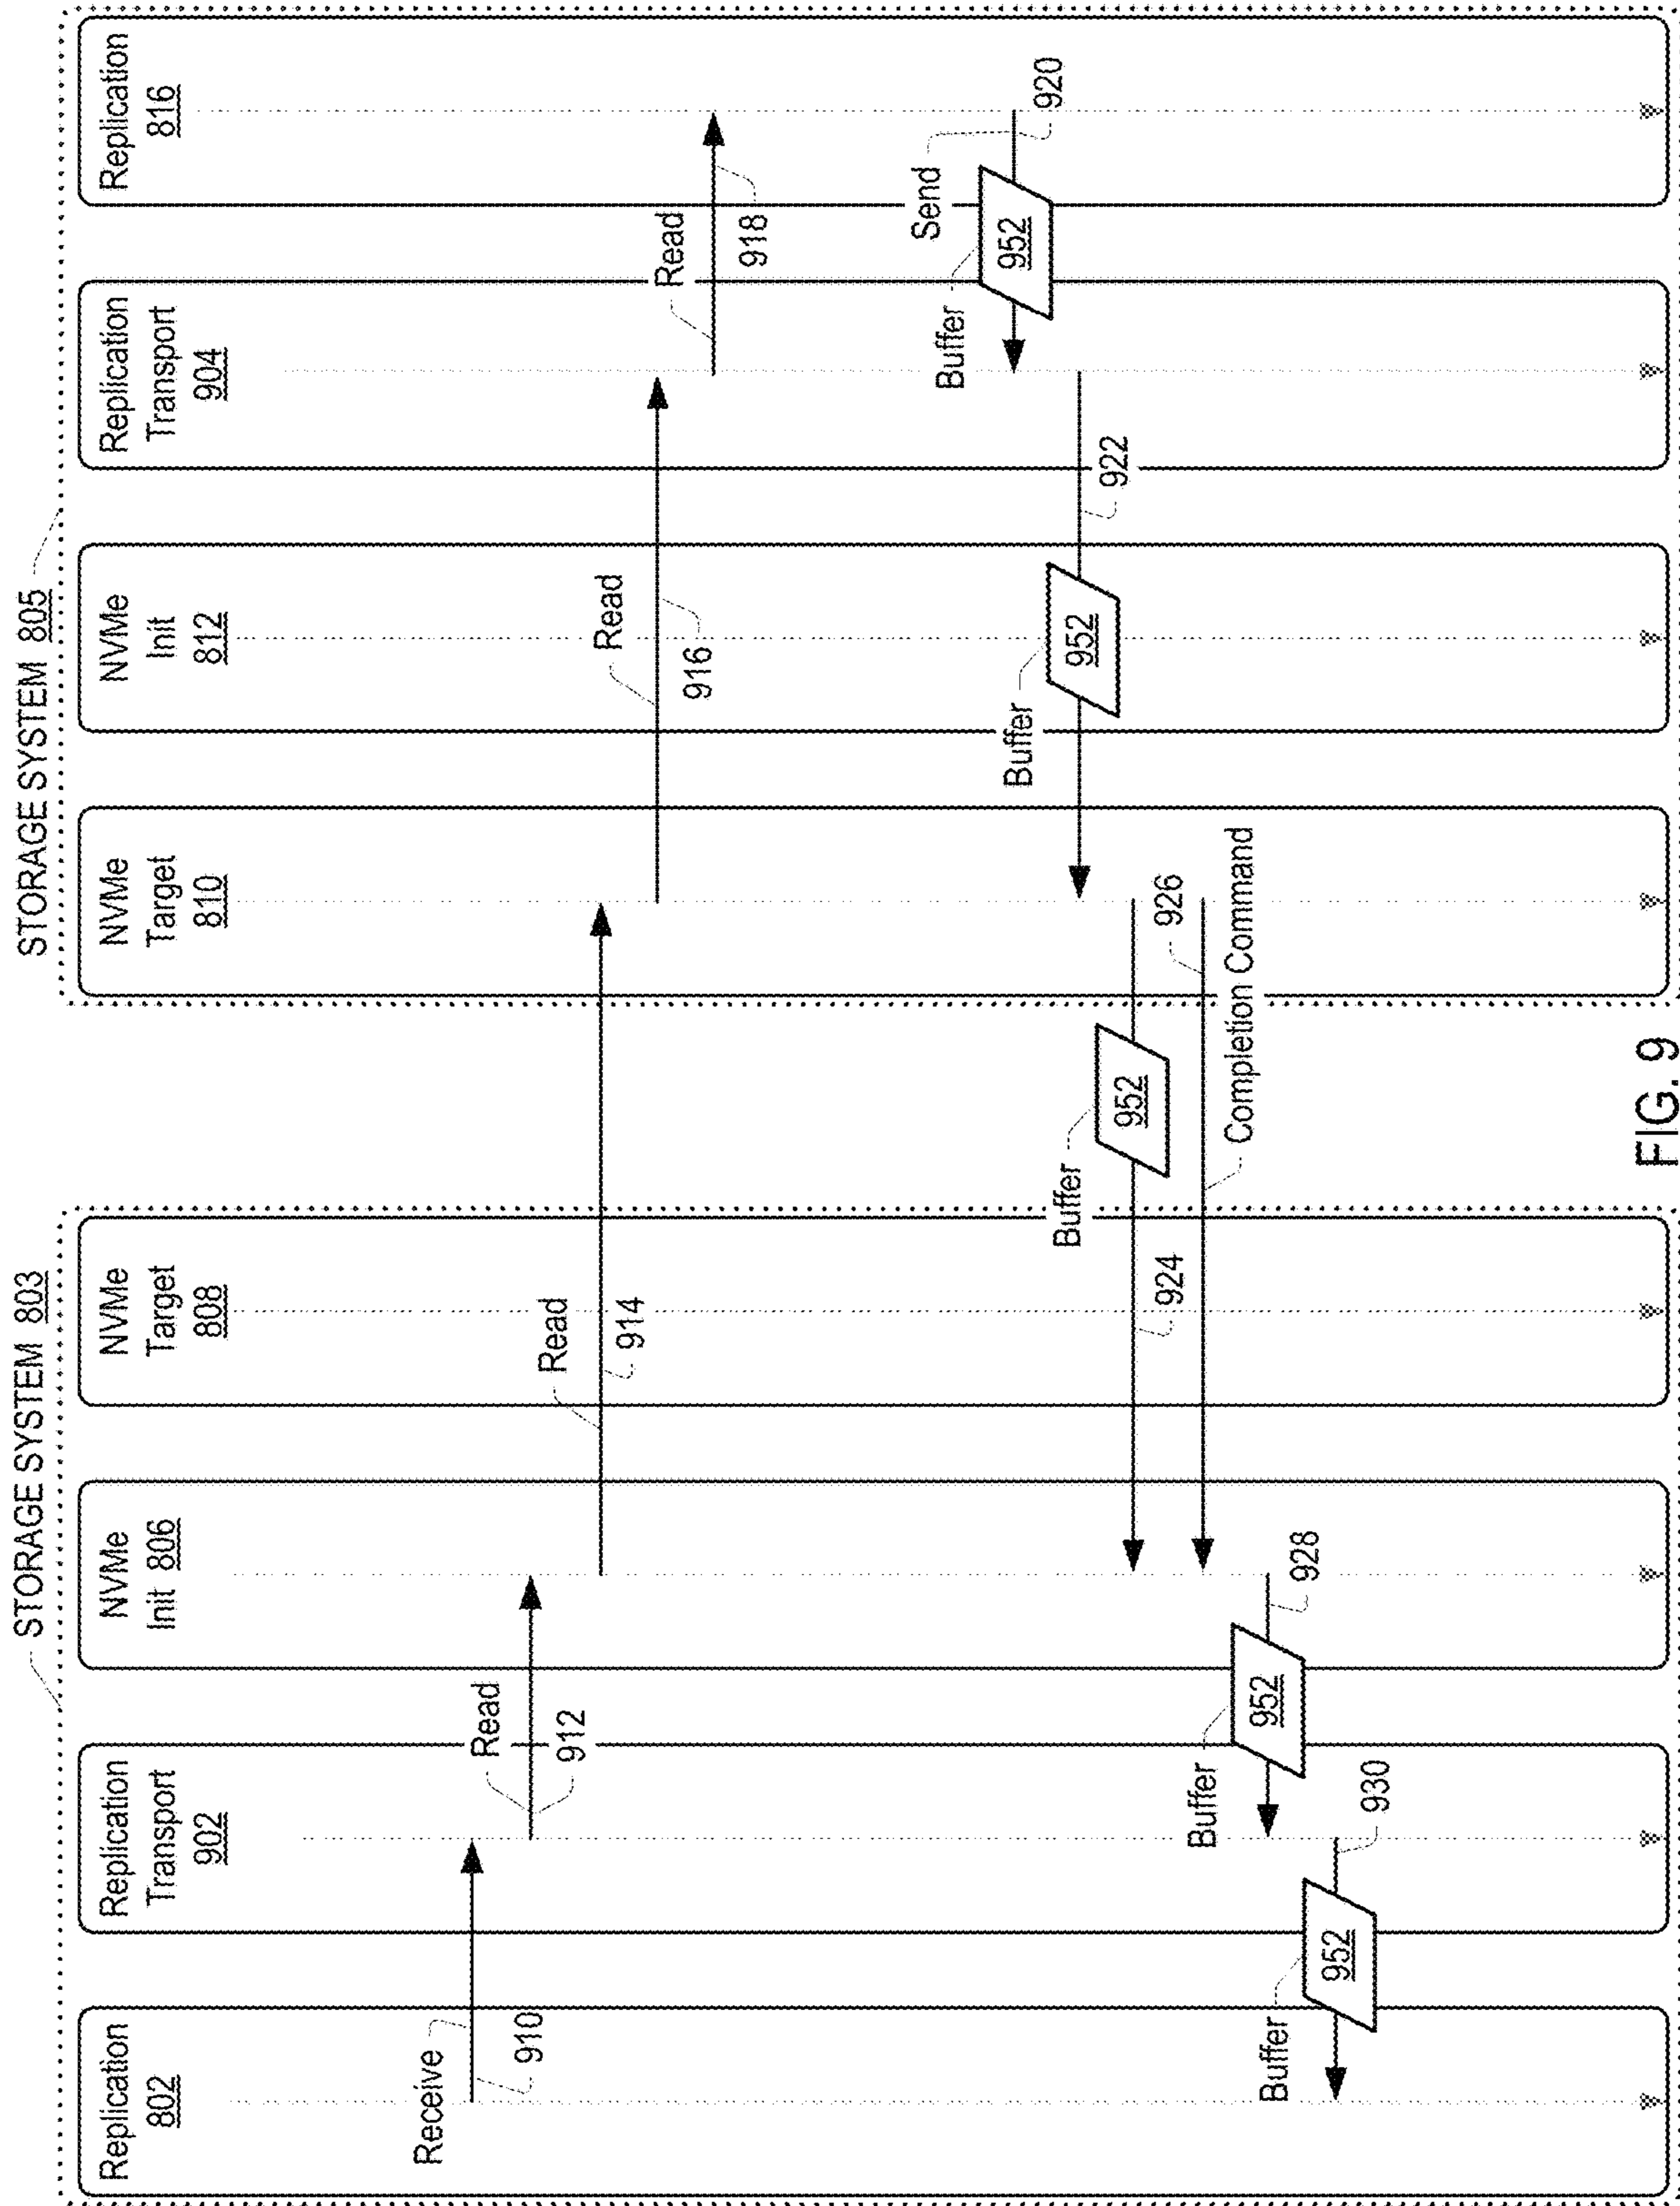 STORAGE SYSTEM 803
STORAGE SYSTEM 805
Replication
802
Replication
Transport
902
NVMe
Init 806
NVMe
Target
808
NVMe
Target
810
NVMe
Init
812
Replication
Transport
904
Replication
816
Receive
910
Read
912
Read
914
Read
916
Read
918
Send
920
Buffer
952
922
Buffer
952
Buffer
952
924
926
Completion Command
928
Buffer
952
930
Buffer
952
FIG. 9